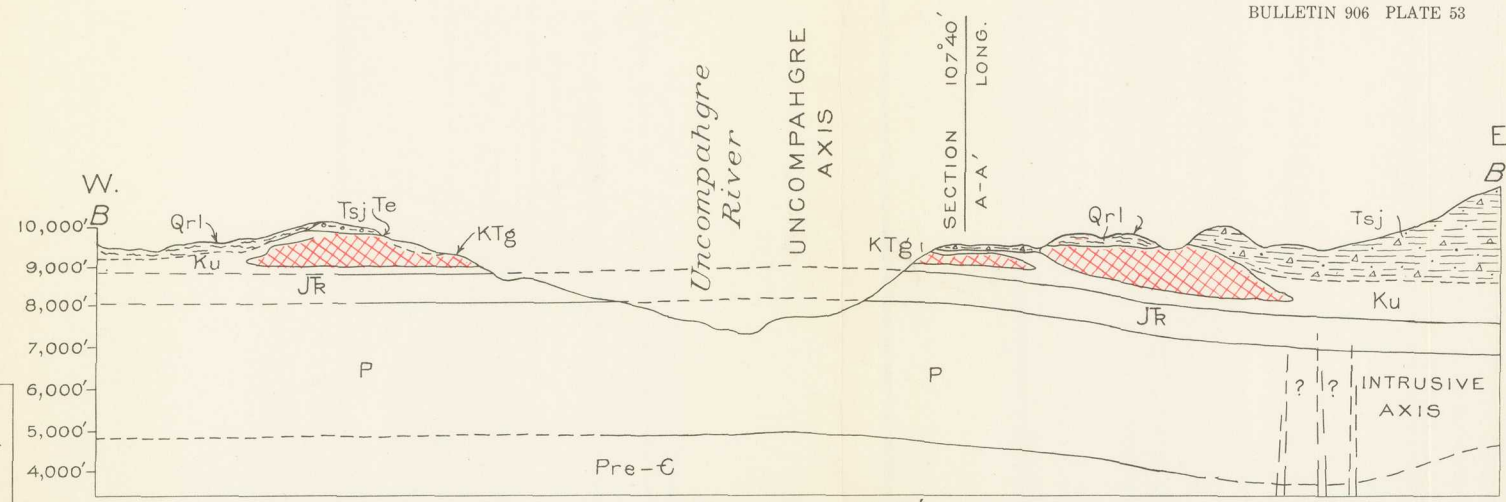 BULLETIN 906 PLATE 53
W.
B
E
B
10,000'
9,000'
8,000'
7,000'
6,000'
5,000'
4,000'
Qrl
Tsj
Te
KTg
Ku
JTR
P
Pre-Є
Uncompahgre
River
UNCOMPAHGRE
AXIS
SECTION
A-A'
107°40'
LONG.
KTg
Qrl
Tsj
Ku
JTR
P
? ?
INTRUSIVE
AXIS